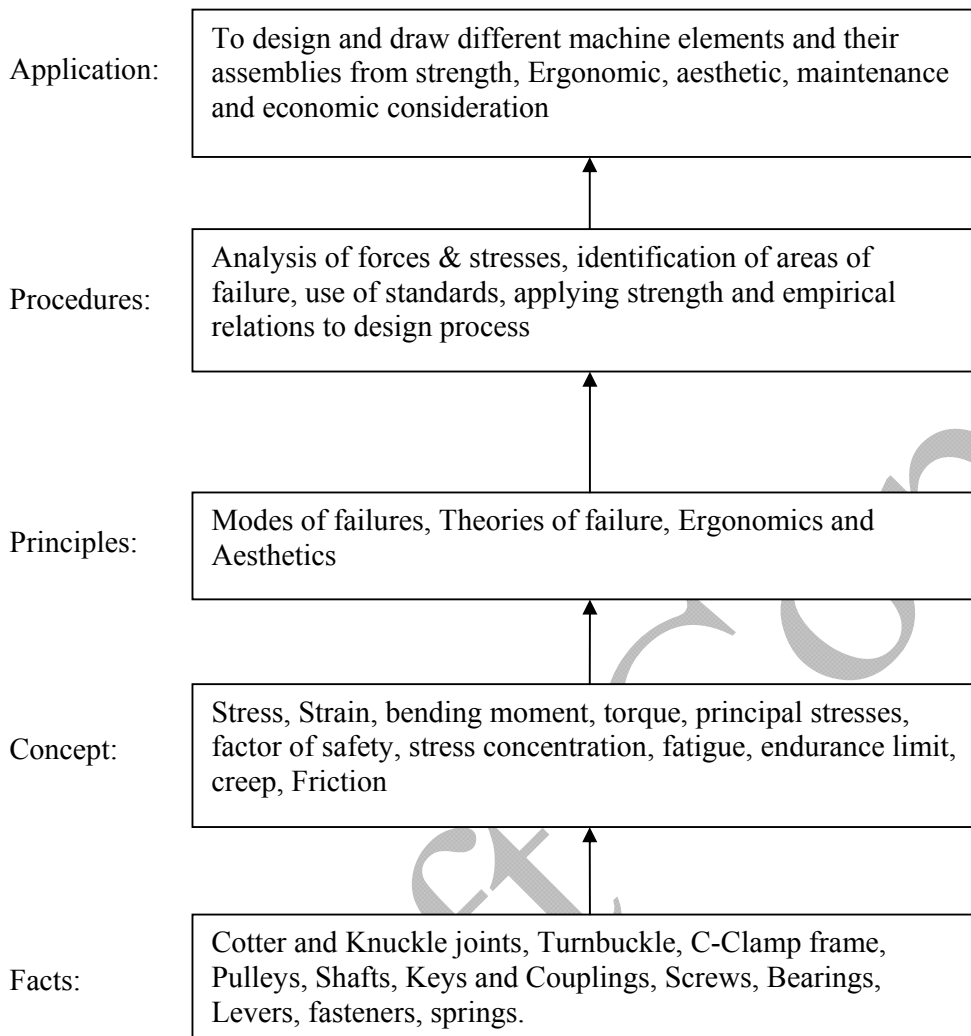 Application:
To design and draw different machine elements and their
assemblies from strength, Ergonomic, aesthetic, maintenance
and economic consideration
Procedures:
Analysis of forces & stresses, identification of areas of
failure, use of standards, applying strength and empirical
relations to design process
Principles:
Modes of failures, Theories of failure, Ergonomics and
Aesthetics
Concept:
Stress, Strain, bending moment, torque, principal stresses,
factor of safety, stress concentration, fatigue, endurance limit,
creep, Friction
Facts:
Cotter and Knuckle joints, Turnbuckle, C-Clamp frame,
Pulleys, Shafts, Keys and Couplings, Screws, Bearings,
Levers, fasteners, springs.